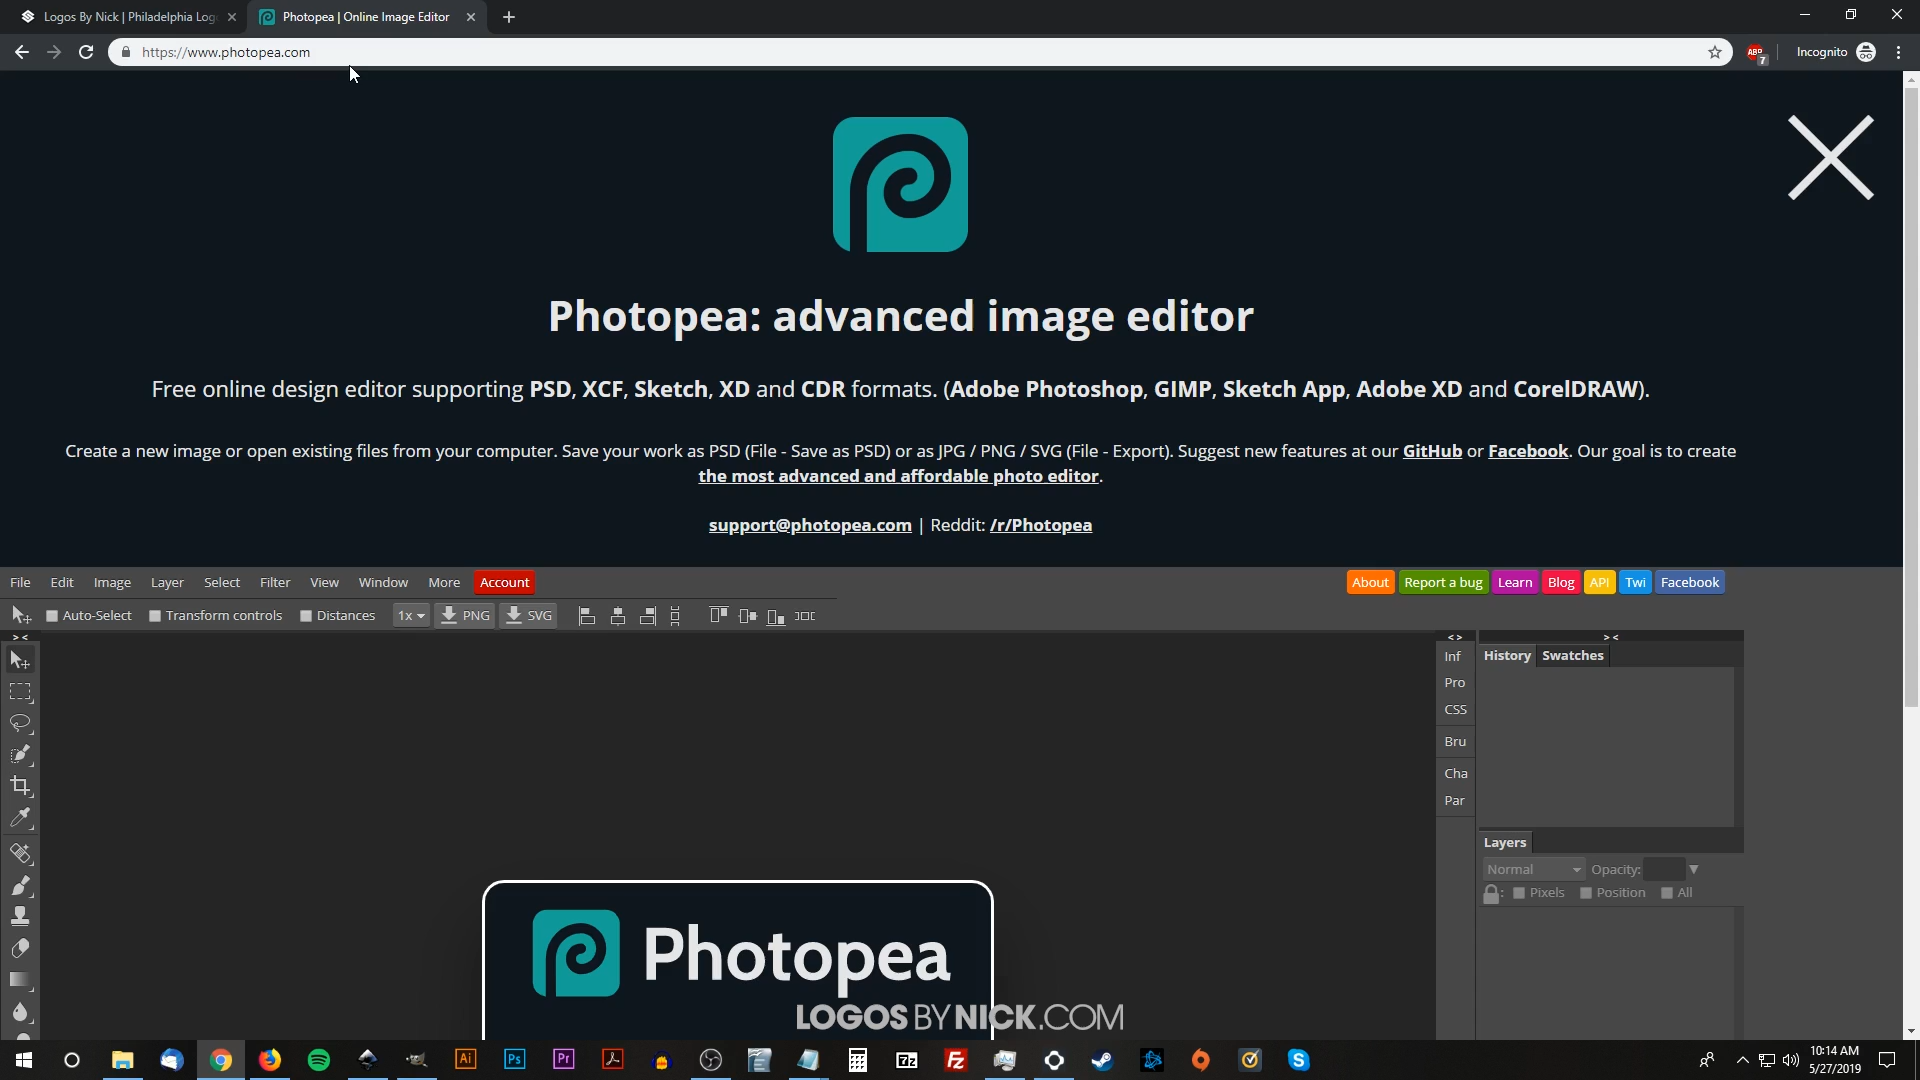 Logos By Nick | Philadelphia Log
Photopea | Online Image Editor
https://www.photopea.com
ABP
7
Incognito
Photopea: advanced image editor
Free online design editor supporting PSD, XCF, Sketch, XD and CDR formats. (Adobe Photoshop, GIMP, Sketch App, Adobe XD and CorelDRAW).
Create a new image or open existing files from your computer. Save your work as PSD (File - Save as PSD) or as JPG / PNG / SVG (File - Export). Suggest new features at our GitHub or Facebook. Our goal is to create
the most advanced and affordable photo editor.
support@photopea.com | Reddit: /r/Photopea
File Edit Image Layer Select Filter View Window More Account
About Report a bug Learn Blog API Twi Facebook
Auto-Select Transform controls Distances 1x PNG SVG
> <
< >
> <
Inf
Pro
CSS
Bru
Cha
Par
History Swatches
Layers
Normal Opacity:
Pixels Position All
Photopea
LOGOS BY NICK.COM
Ai
Ps
Pr
7z
Fz
S
10:14 AM
5/27/2019